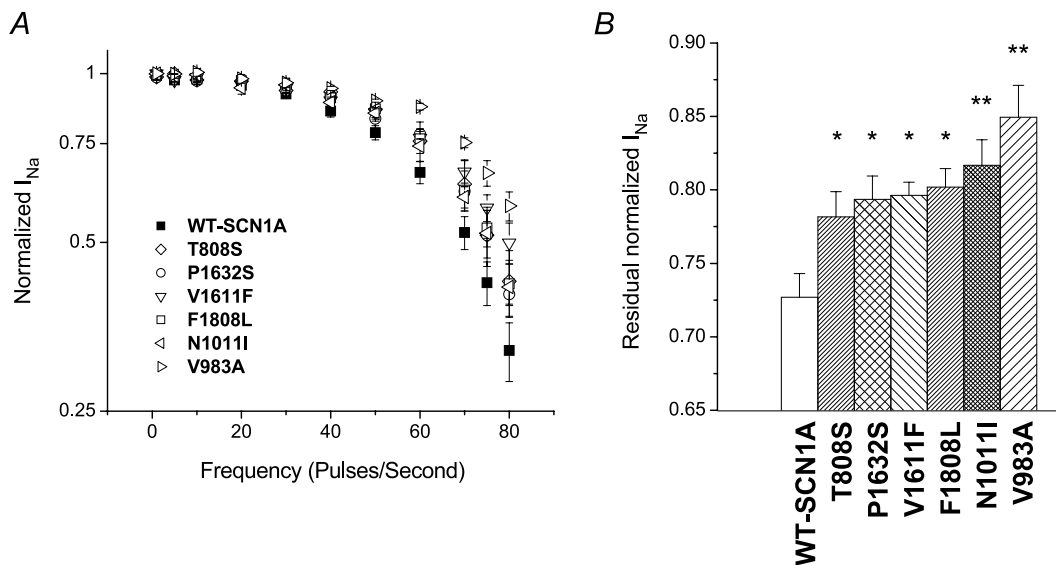 A
Normalized I_Na
1
0.75
0.5
0.25
WT-SCN1A
T808S
P1632S
V1611F
F1808L
N1011I
V983A
0
20
40
60
80
Frequency (Pulses/Second)
B
Residual normalized I_Na
0.90
0.85
0.80
0.75
0.70
0.65
*
*
*
*
**
**
WT-SCN1A
T808S
P1632S
V1611F
F1808L
N1011I
V983A